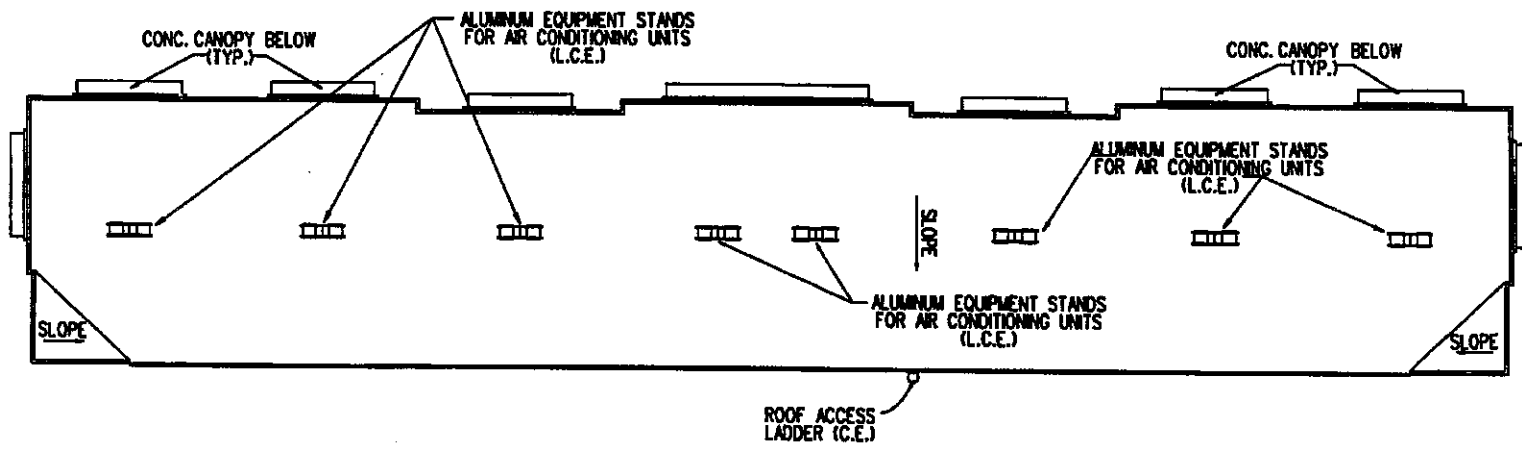 ALUMINUM EQUIPMENT STANDS
FOR AIR CONDITIONING UNITS
(L.C.E.)
CONC. CANOPY BELOW
(TYP.)
CONC. CANOPY BELOW
(TYP.)
ALUMINUM EQUIPMENT STANDS
FOR AIR CONDITIONING UNITS
(L.C.E.)
SLOPE
ALUMINUM EQUIPMENT STANDS
FOR AIR CONDITIONING UNITS
(L.C.E.)
SLOPE
SLOPE
ROOF ACCESS
LADDER (C.E.)